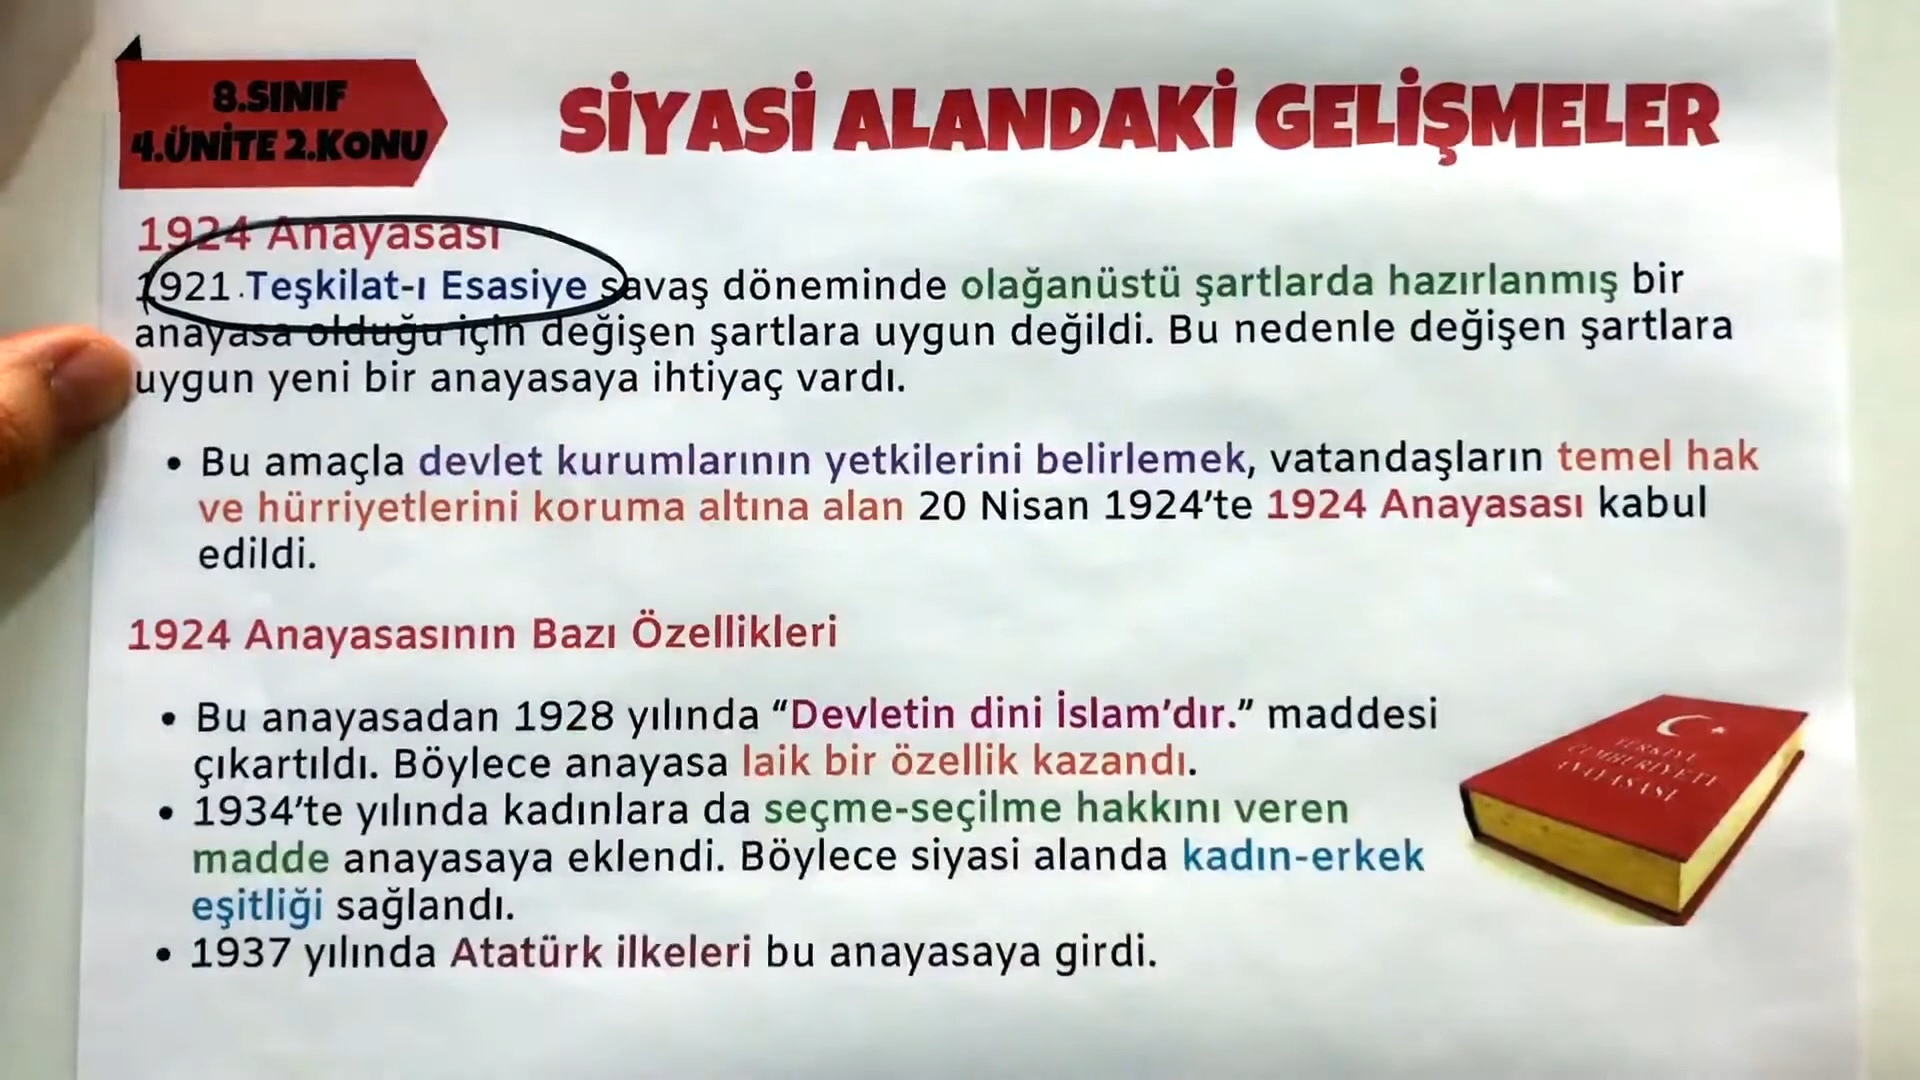 8.SINIF
4.ÜNİTE 2.KONU
SİYASİ ALANDAKİ GELİŞMELER
1924 Anayasası
1921 Teşkilat-ı Esasiye savaş döneminde olağanüstü şartlarda hazırlanmış bir
anayasa olduğu için değişen şartlara uygun değildi. Bu nedenle değişen şartlara
uygun yeni bir anayasaya ihtiyaç vardı.
• Bu amaçla devlet kurumlarının yetkilerini belirlemek, vatandaşların temel hak
ve hürriyetlerini koruma altına alan 20 Nisan 1924’te 1924 Anayasası kabul
edildi.
1924 Anayasasının Bazı Özellikleri
• Bu anayasadan 1928 yılında “Devletin dini İslam’dır.” maddesi
çıkartıldı. Böylece anayasa laik bir özellik kazandı.
• 1934’te yılında kadınlara da seçme-seçilme hakkını veren
madde anayasaya eklendi. Böylece siyasi alanda kadın-erkek
eşitliği sağlandı.
• 1937 yılında Atatürk ilkeleri bu anayasaya girdi.
TÜRKİYE
CUMHURİYETİ
ANAYASASI